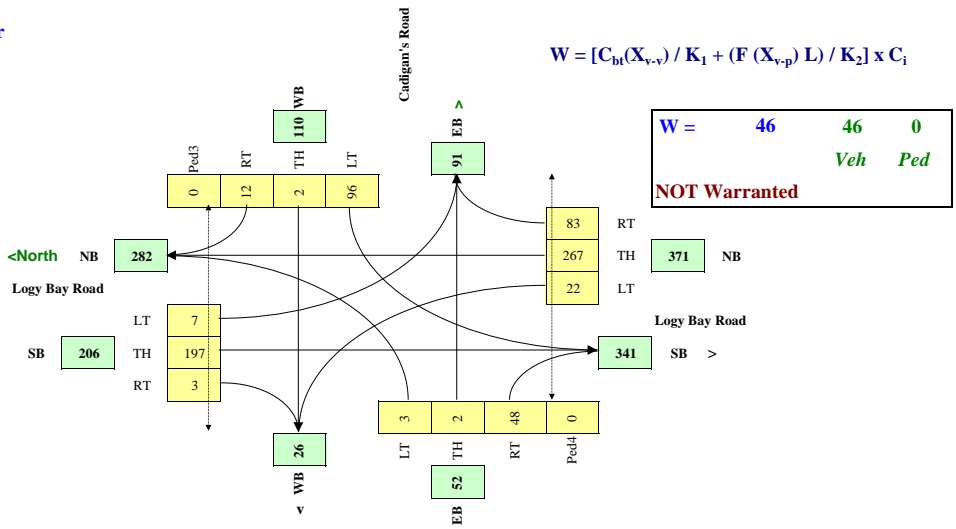 r
W = [Cbt(Xv-v) / K1 + (F (Xv-p) L) / K2] x Ci
Cadigan's Road
WB
110
EB >
91
W = 46 46 0
Veh Ped
NOT Warranted
Ped3 RT TH LT
0 12 2 96
83 RT
267 TH 371 NB
22 LT
<North NB 282
Logy Bay Road
LT 7
SB 206 TH 197
RT 3
Logy Bay Road
341 SB >
3 2 48 0
LT TH RT Ped4
26
WB
v
52
EB